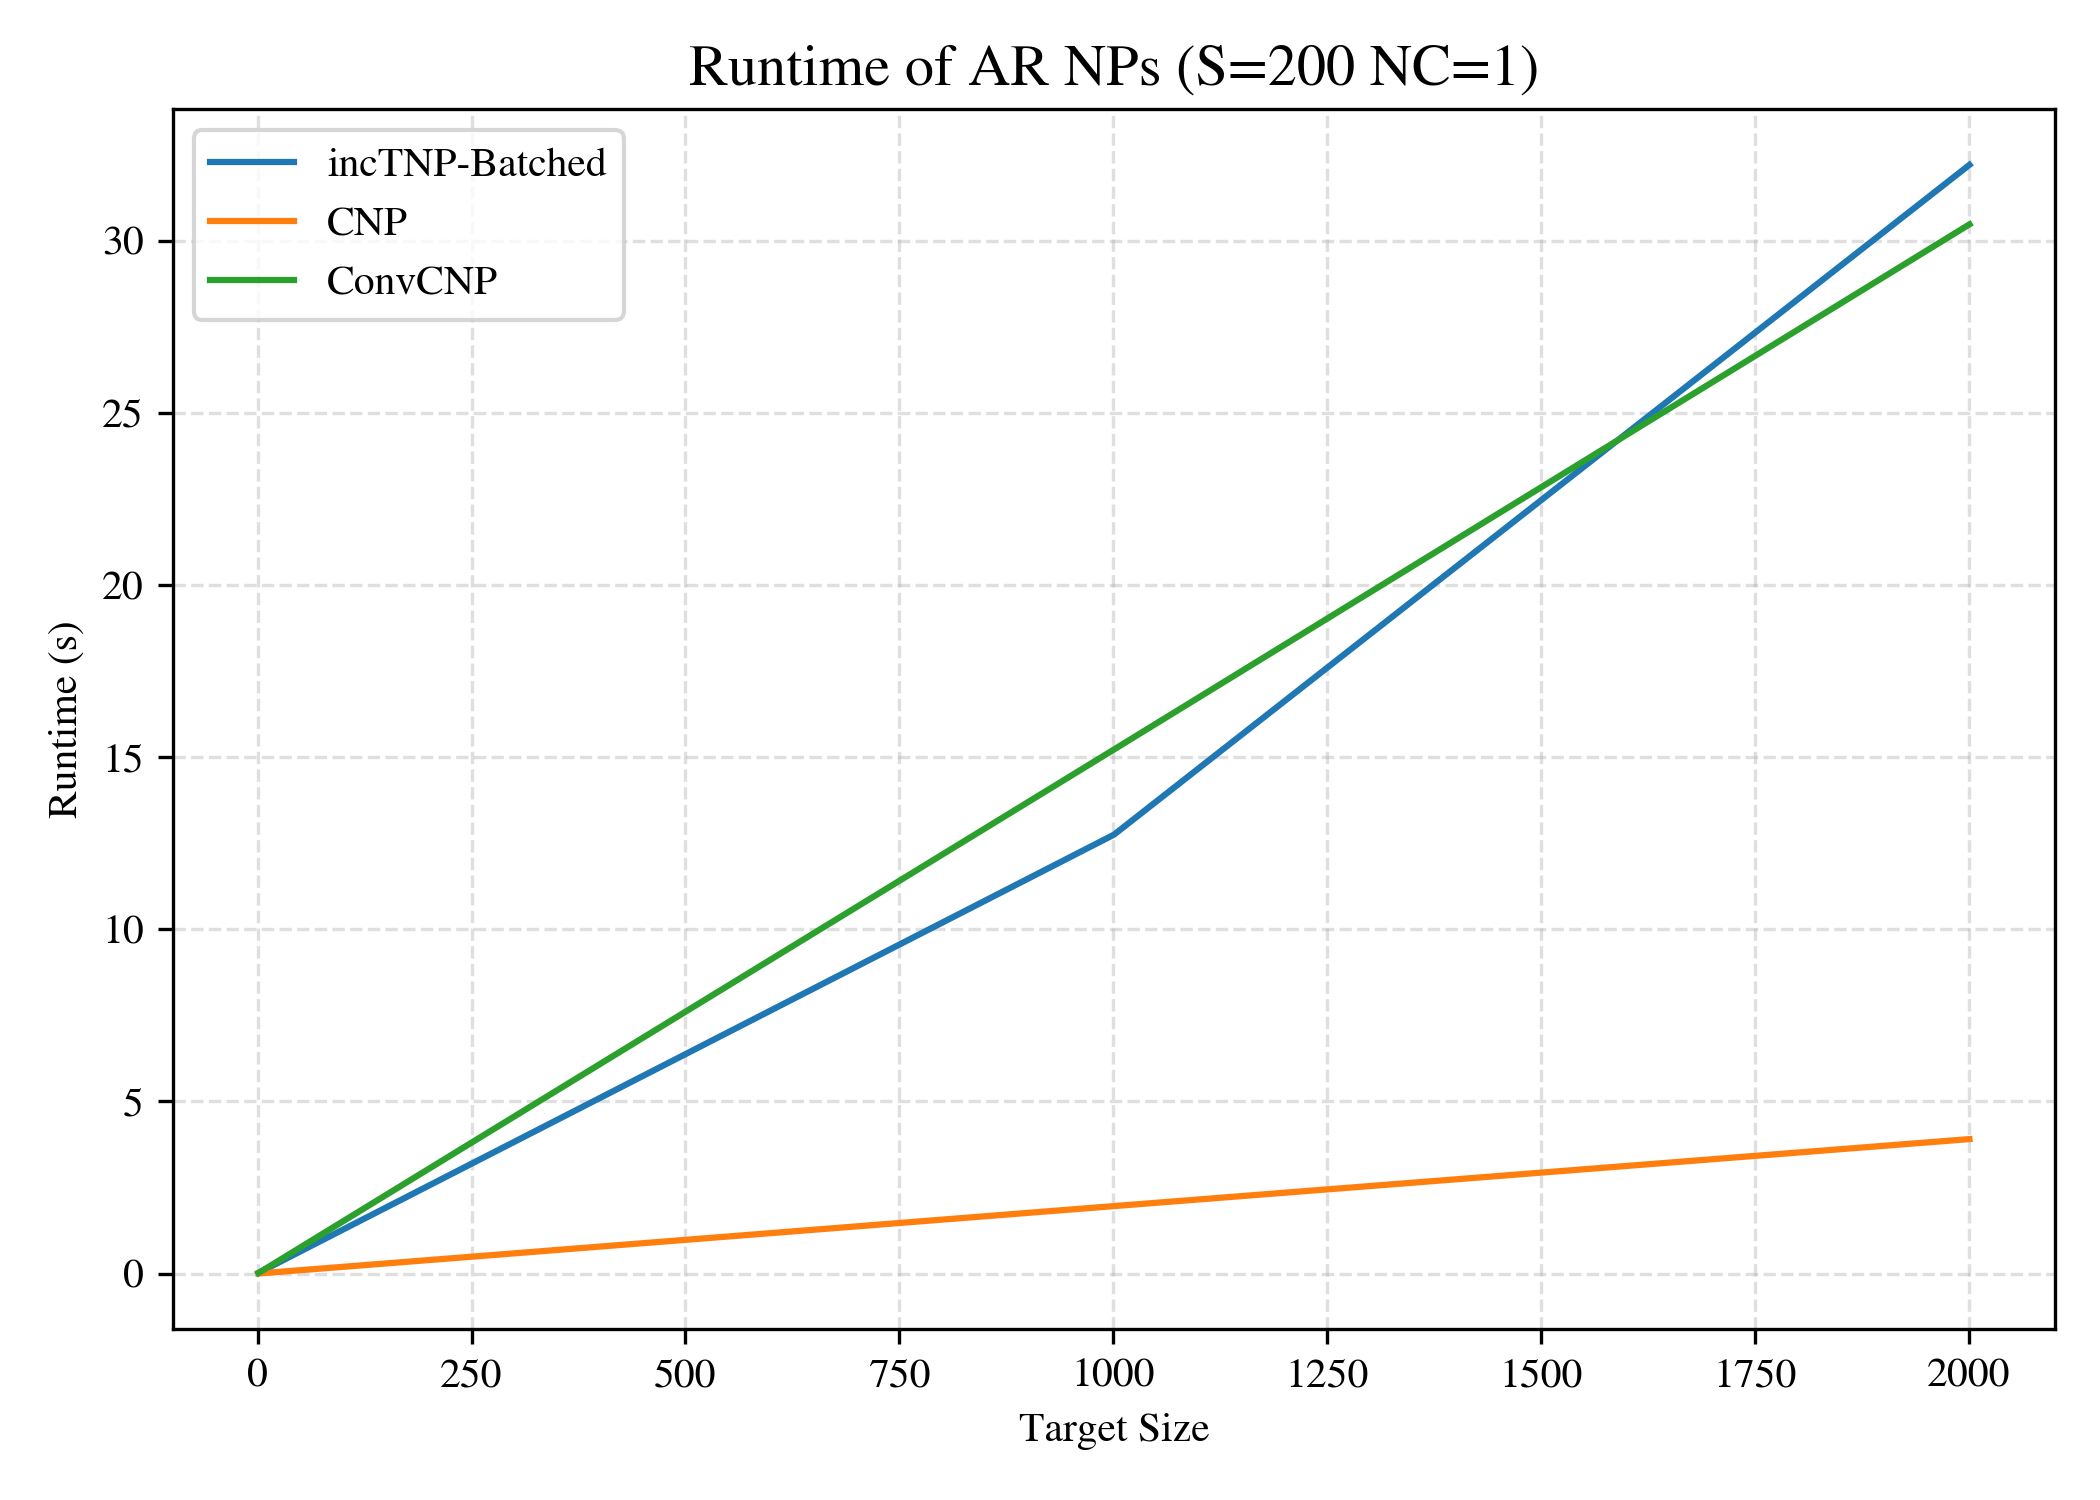 Runtime of AR NPs (S=200 NC=1)
incTNP-Batched
CNP
ConvCNP
30
25
20
15
10
5
0
Runtime (s)
0 250 500 750 1000 1250 1500 1750 2000
Target Size